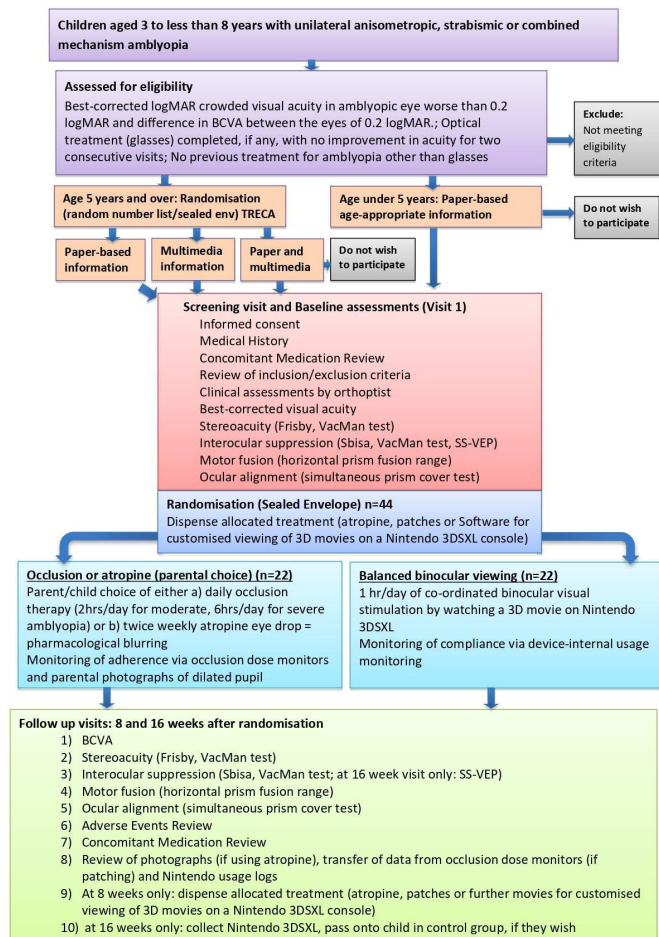 Children aged 3 to less than 8 years with unilateral anisometropic, strabismic or combined
mechanism amblyopia
Assessed for eligibility
Best-corrected logMAR crowded visual acuity in amblyopic eye worse than 0.2
logMAR and difference in BCVA between the eyes of 0.2 logMAR.; Optical
treatment (glasses) completed, if any, with no improvement in acuity for two
consecutive visits; No previous treatment for amblyopia other than glasses
Exclude:
Not meeting
eligibility
criteria
Age 5 years and over: Randomisation
(random number list/sealed env) TRECA
Age under 5 years: Paper-based
age-appropriate information
Do not wish
to participate
Paper-based
information
Multimedia
information
Paper and
multimedia
Do not wish
to participate
Screening visit and Baseline assessments (Visit 1)
Informed consent
Medical History
Concomitant Medication Review
Review of inclusion/exclusion criteria
Clinical assessments by orthoptist
Best-corrected visual acuity
Stereoacuity (Frisby, VacMan test)
Interocular suppression (Sbisa, VacMan test, SS-VEP)
Motor fusion (horizontal prism fusion range)
Ocular alignment (simultaneous prism cover test)
Randomisation (Sealed Envelope) n=44
Dispense allocated treatment (atropine, patches or Software for
customised viewing of 3D movies on a Nintendo 3DSXL console)
Occlusion or atropine (parental choice) (n=22)
Parent/child choice of either a) daily occlusion
therapy (2hrs/day for moderate, 6hrs/day for severe
amblyopia) or b) twice weekly atropine eye drop =
pharmacological blurring
Monitoring of adherence via occlusion dose monitors
and parental photographs of dilated pupil
Balanced binocular viewing (n=22)
1 hr/day of co-ordinated binocular visual
stimulation by watching a 3D movie on Nintendo
3DSXL
Monitoring of compliance via device-internal usage
monitoring
Follow up visits: 8 and 16 weeks after randomisation
1) BCVA
2) Stereoacuity (Frisby, VacMan test)
3) Interocular suppression (Sbisa, VacMan test; at 16 week visit only: SS-VEP)
4) Motor fusion (horizontal prism fusion range)
5) Ocular alignment (simultaneous prism cover test)
6) Adverse Events Review
7) Concomitant Medication Review
8) Review of photographs (if using atropine), transfer of data from occlusion dose monitors (if
patching) and Nintendo usage logs
9) At 8 weeks only: dispense allocated treatment (atropine, patches or further movies for customised
viewing of 3D movies on a Nintendo 3DSXL console)
10) at 16 weeks only: collect Nintendo 3DSXL, pass onto child in control group, if they wish